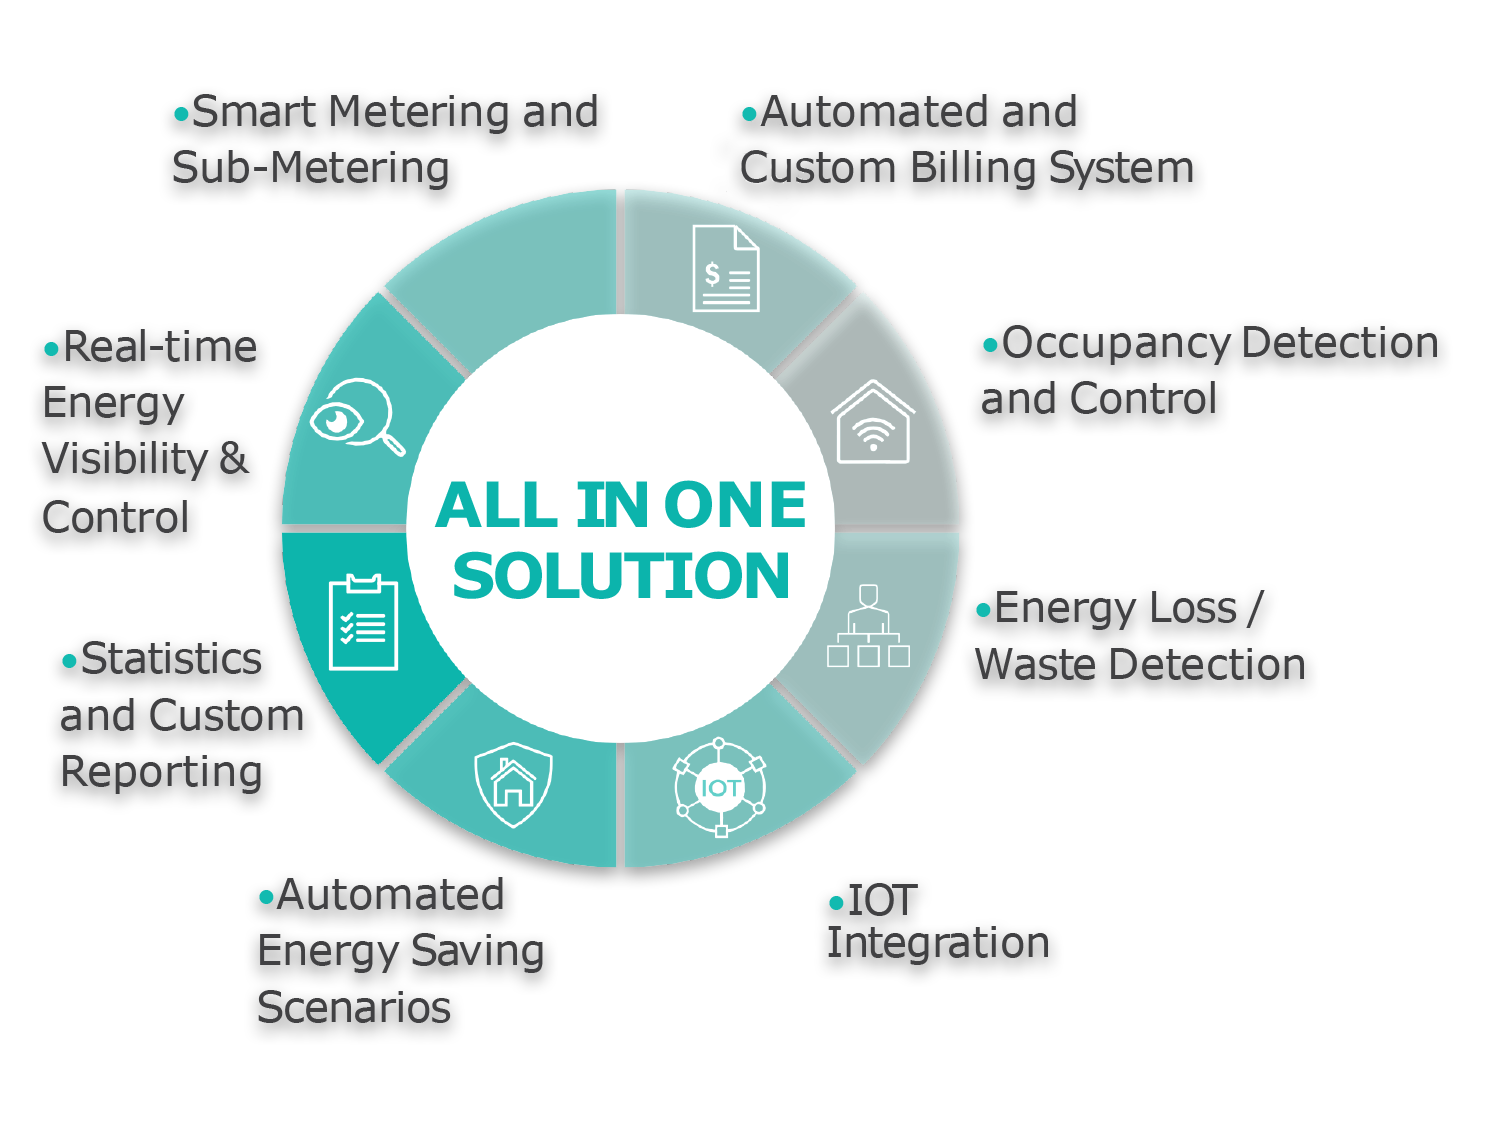 •Smart Metering and
Sub-Metering
•Automated and
Custom Billing System
$
•Real-time
Energy
Visibility &
Control
•Occupancy Detection
and Control
ALL IN ONE
SOLUTION
•Energy Loss /
Waste Detection
•Statistics
and Custom
Reporting
IOT
•Automated
Energy Saving
Scenarios
•IOT
Integration